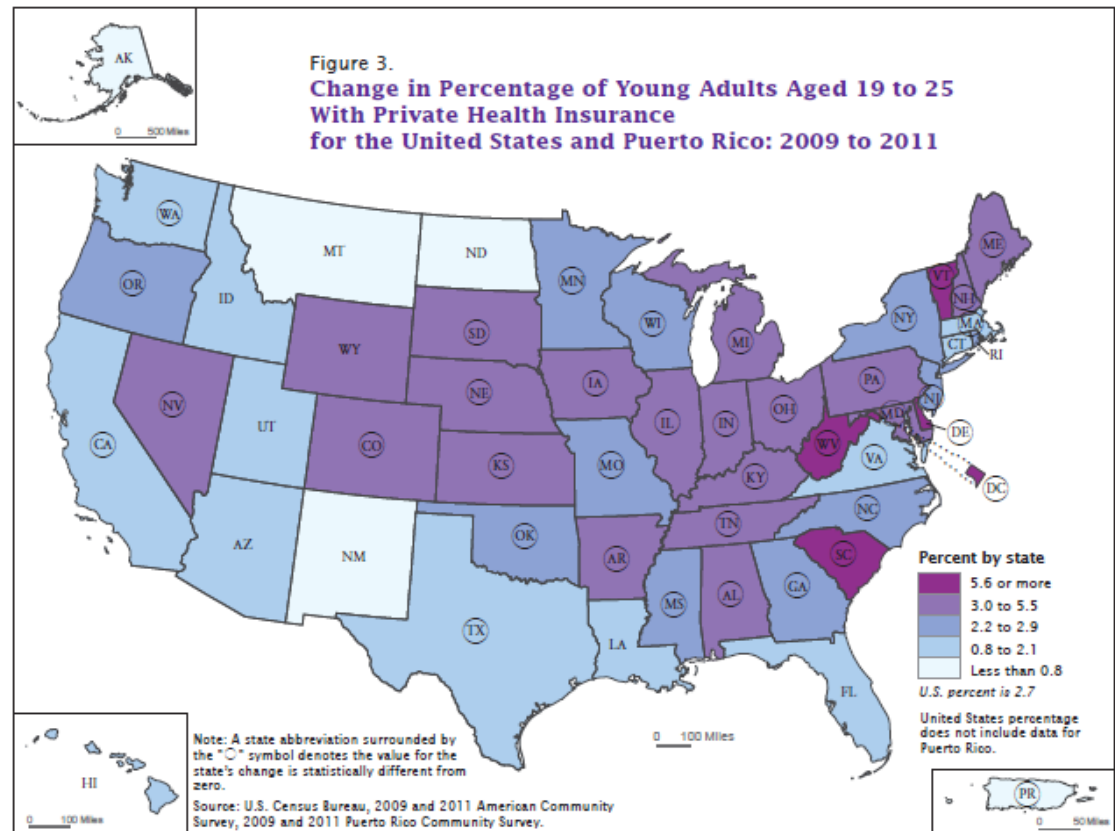 AK
0 500 Miles
Figure 3.
Change in Percentage of Young Adults Aged 19 to 25
With Private Health Insurance
for the United States and Puerto Rico: 2009 to 2011
WA
MT
ND
MN
ME
VT
NH
OR
ID
WI
NY
MA
CT
RI
SD
WY
MI
PA
NJ
IA
NE
NV
OH
MD
DE
IL
IN
UT
WV
CA
CO
VA
KS
MO
KY
DC
NC
TN
OK
AZ
NM
AR
SC
MS
AL
GA
TX
LA
FL
Percent by state
5.6 or more
3.0 to 5.5
2.2 to 2.9
0.8 to 2.1
Less than 0.8
U.S. percent is 2.7
United States percentage
does not include data for
Puerto Rico.
0 100 Miles
HI
0 100 Miles
Note: A state abbreviation surrounded by
the "○" symbol denotes the value for the
state's change is statistically different from
zero.
Source: U.S. Census Bureau, 2009 and 2011 American Community
Survey, 2009 and 2011 Puerto Rico Community Survey.
PR
0 50 Miles